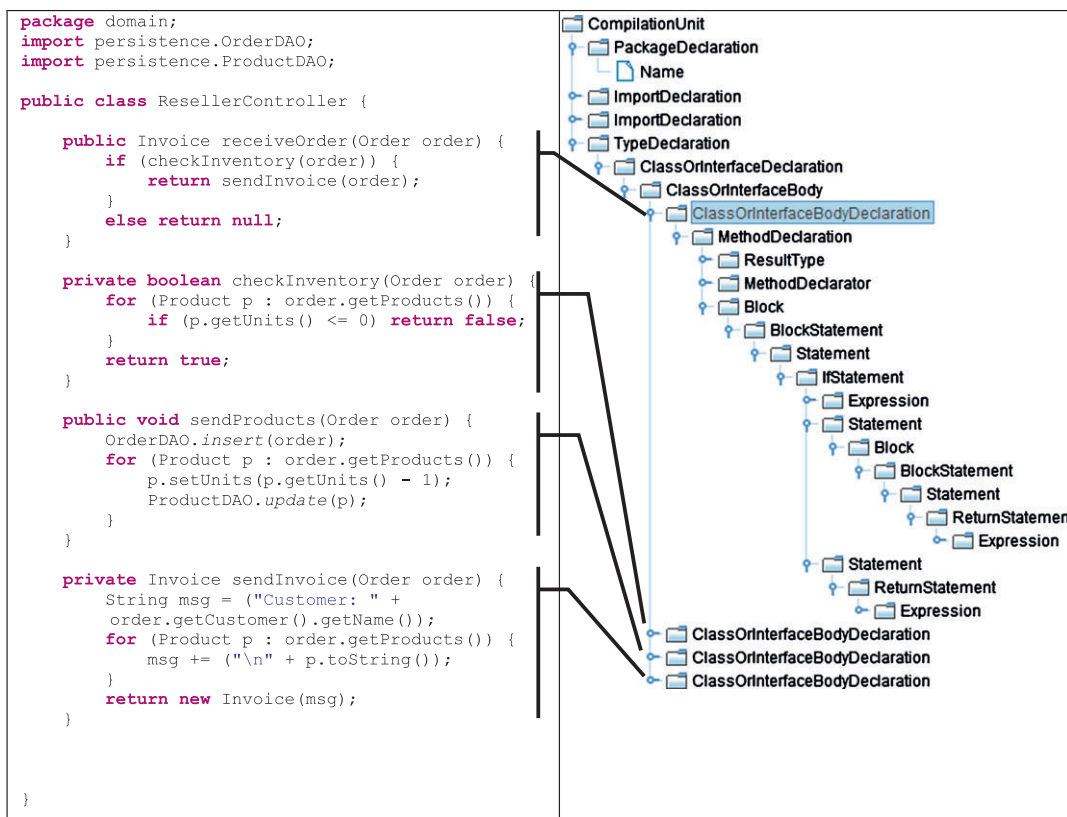 package domain;
import persistence.OrderDAO;
import persistence.ProductDAO;
public class ResellerController {
public Invoice receiveOrder(Order order) {
if (checkInventory(order)) {
return sendInvoice(order);
}
else return null;
}
private boolean checkInventory(Order order) {
for (Product p : order.getProducts()) {
if (p.getUnits() <= 0) return false;
}
return true;
}
public void sendProducts(Order order) {
OrderDAO.insert(order);
for (Product p : order.getProducts()) {
p.setUnits(p.getUnits() - 1);
ProductDAO.update(p);
}
}
private Invoice sendInvoice(Order order) {
String msg = ("Customer: " +
order.getCustomer().getName());
for (Product p : order.getProducts()) {
msg += ("\n" + p.toString());
}
return new Invoice(msg);
}
}
CompilationUnit
PackageDeclaration
Name
ImportDeclaration
ImportDeclaration
TypeDeclaration
ClassOrInterfaceDeclaration
ClassOrInterfaceBody
ClassOrInterfaceBodyDeclaration
MethodDeclaration
ResultType
MethodDeclarator
Block
BlockStatement
Statement
IfStatement
Expression
Statement
Block
BlockStatement
Statement
ReturnStatement
Expression
Statement
ReturnStatement
Expression
ClassOrInterfaceBodyDeclaration
ClassOrInterfaceBodyDeclaration
ClassOrInterfaceBodyDeclaration